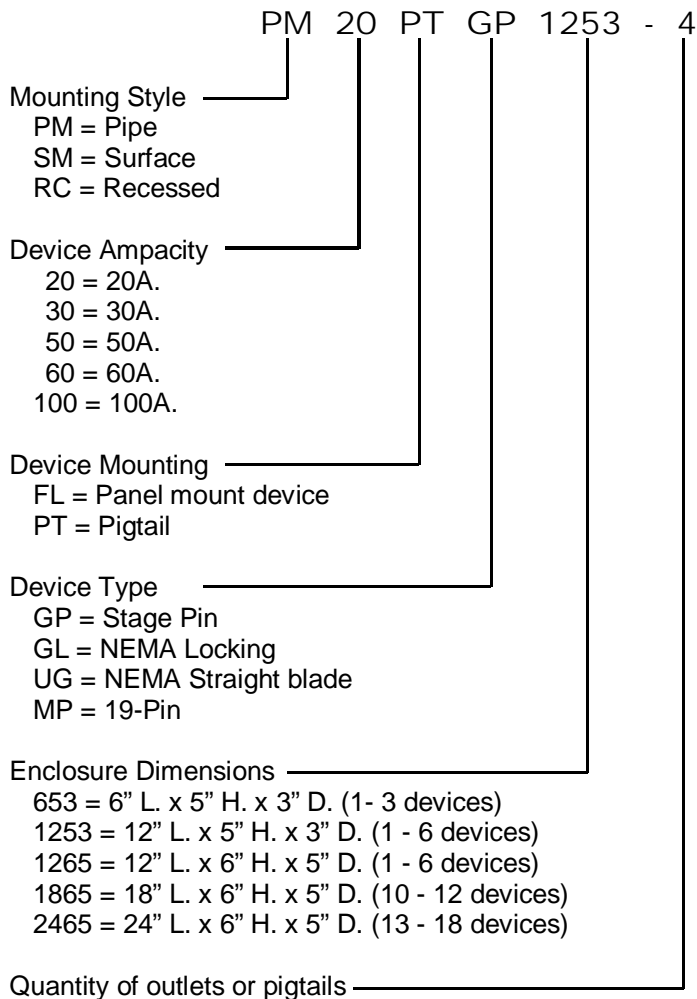 PM 20 PT GP 1253 - 4
Mounting Style
PM = Pipe
SM = Surface
RC = Recessed
Device Ampacity
20 = 20A.
30 = 30A.
50 = 50A.
60 = 60A.
100 = 100A.
Device Mounting
FL = Panel mount device
PT = Pigtail
Device Type
GP = Stage Pin
GL = NEMA Locking
UG = NEMA Straight blade
MP = 19-Pin
Enclosure Dimensions
653 = 6” L. x 5” H. x 3” D. (1- 3 devices)
1253 = 12” L. x 5” H. x 3” D. (1 - 6 devices)
1265 = 12” L. x 6” H. x 5” D. (1 - 6 devices)
1865 = 18” L. x 6” H. x 5” D. (10 - 12 devices)
2465 = 24” L. x 6” H. x 5” D. (13 - 18 devices)
Quantity of outlets or pigtails